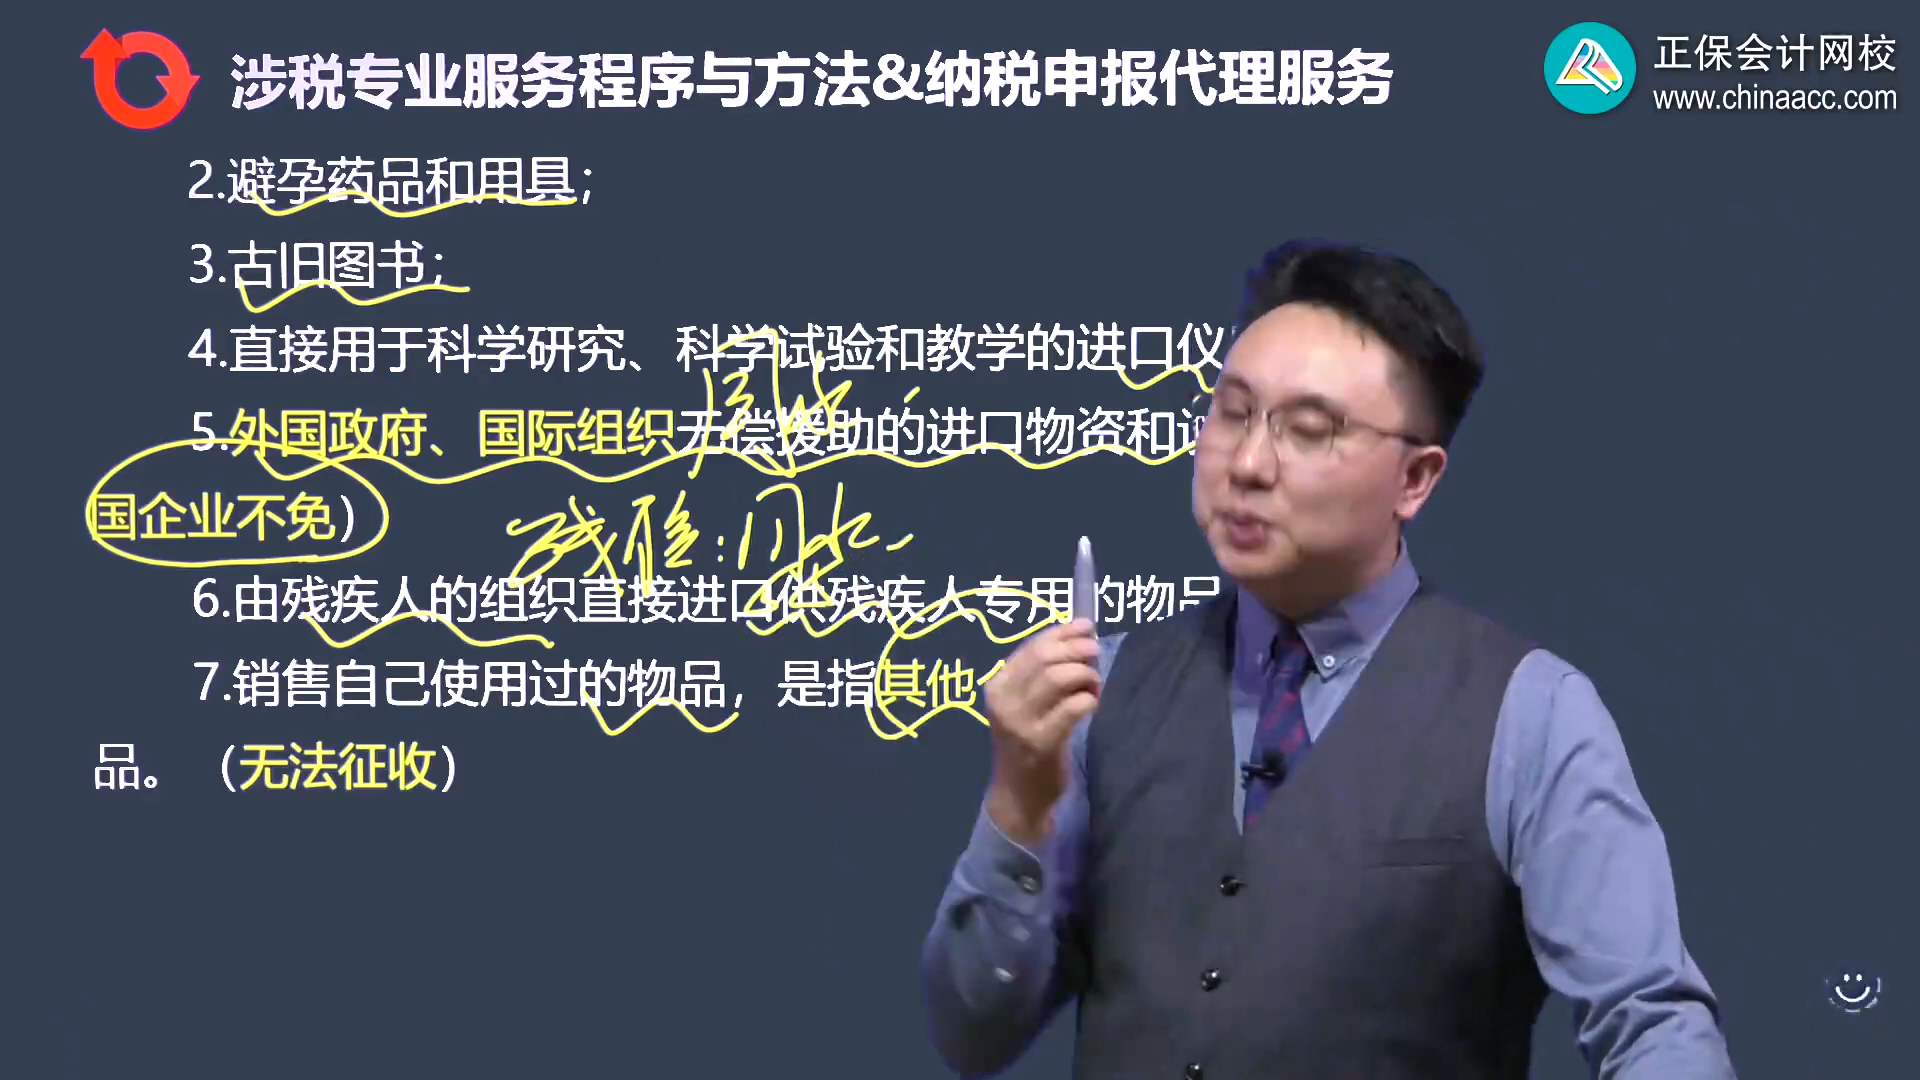 涉税专业服务程序与方法&纳税申报代理服务
正保会计网校
www.chinaacc.com
2.避孕药品和用具；
3.古旧图书；
4.直接用于科学研究、科学试验和教学的进口仪
5.外国政府、国际组织无偿援助的进口物资和
国企业不免）
6.由残疾人的组织直接进口供残疾人专用的物品
7.销售自己使用过的物品，是指其他
品。（无法征收）